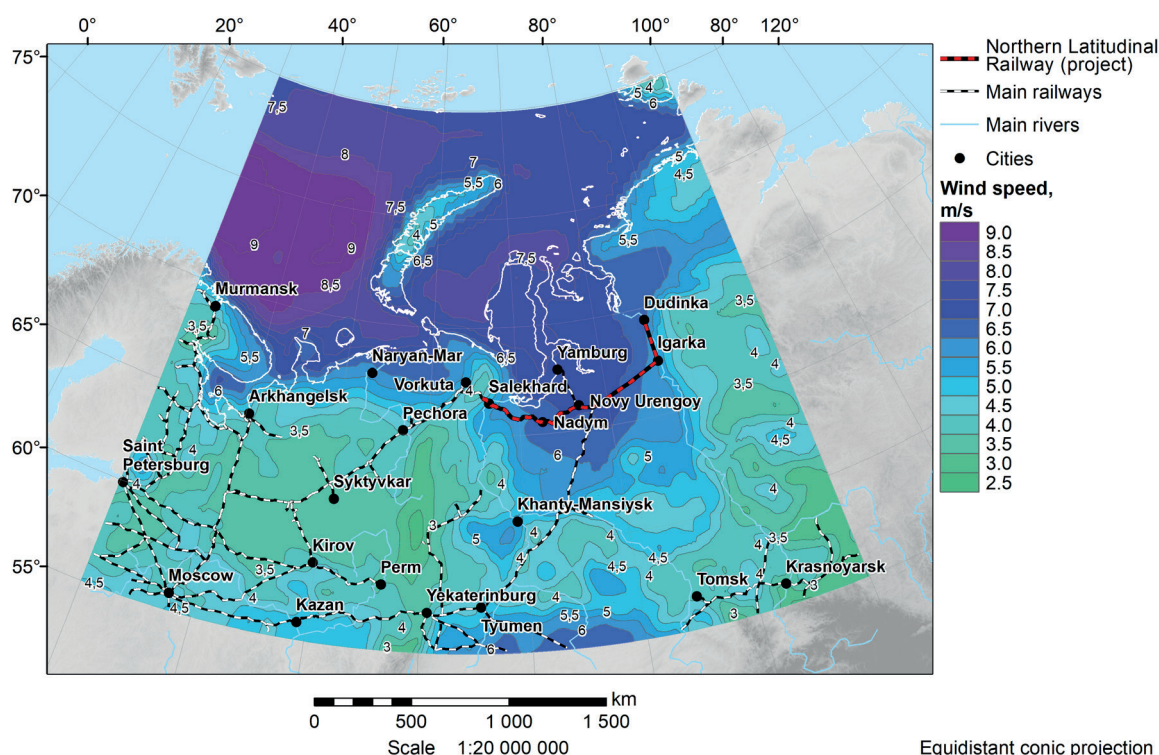 0° 20° 40° 60° 80° 100° 80° 120°
75°
70°
65°
60°
55°
7,5
8
7
5,5
6
7,5
5
4
6,5
9
9
8,5
7,5
4
5
6
5
4,5
5,5
Murmansk
3,5
5,5
7
6
Naryan-Mar
6,5
Yamburg
Dudinka
3,5
Igarka
4
4
3,5
Vorkuta
4
Salekhard
Novy Urengoy
Arkhangelsk
3,5
Pechora
Nadym
6
5
4
4,5
Saint
Petersburg
4
4
Syktyvkar
4
4
Khanty-Mansiysk
3
5
4
4
4
4,5
4
4
3,5
Kirov
3,5
Perm
Moscow
4,5
4,5
4
Kazan
4
3
Yekaterinburg
Tyumen
4
5,5
5
6
6
Tomsk
4
Krasnoyarsk
3
3
Northern Latitudinal
Railway (project)
Main railways
Main rivers
Cities
Wind speed,
m/s
9.0
8.5
8.0
7.5
7.0
6.5
6.0
5.5
5.0
4.5
4.0
3.5
3.0
2.5
km
0 500 1 000 1 500
Scale 1:20 000 000
Equidistant conic projection